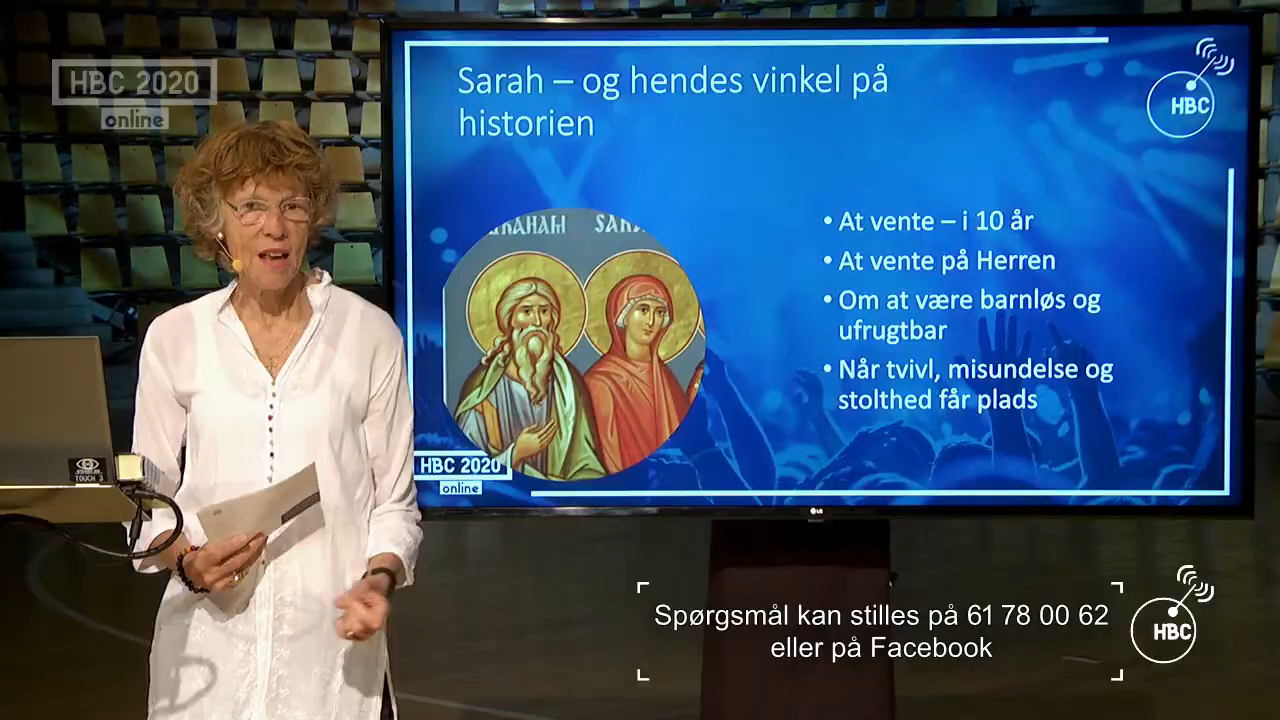 HBC 2020
online
Sarah – og hendes vinkel på
historien
HBC
• At vente – i 10 år
• At vente på Herren
• Om at være barnløs og
ufrugtbar
• Når tvivl, misundelse og
stolthed får plads
HBC 2020
online
LG
TOUCH 3
Spørgsmål kan stilles på 61 78 00 62
eller på Facebook
HBC